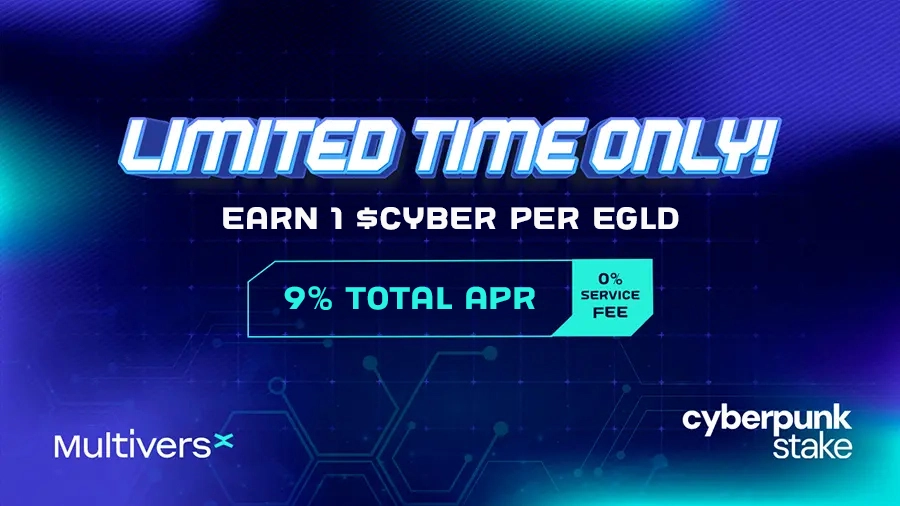 LIMITED TIME ONLY!
EARN 1 $CYBER PER EGLD
9% TOTAL APR
0%
SERVICE
FEE
MultiversX
cyberpunk
stake